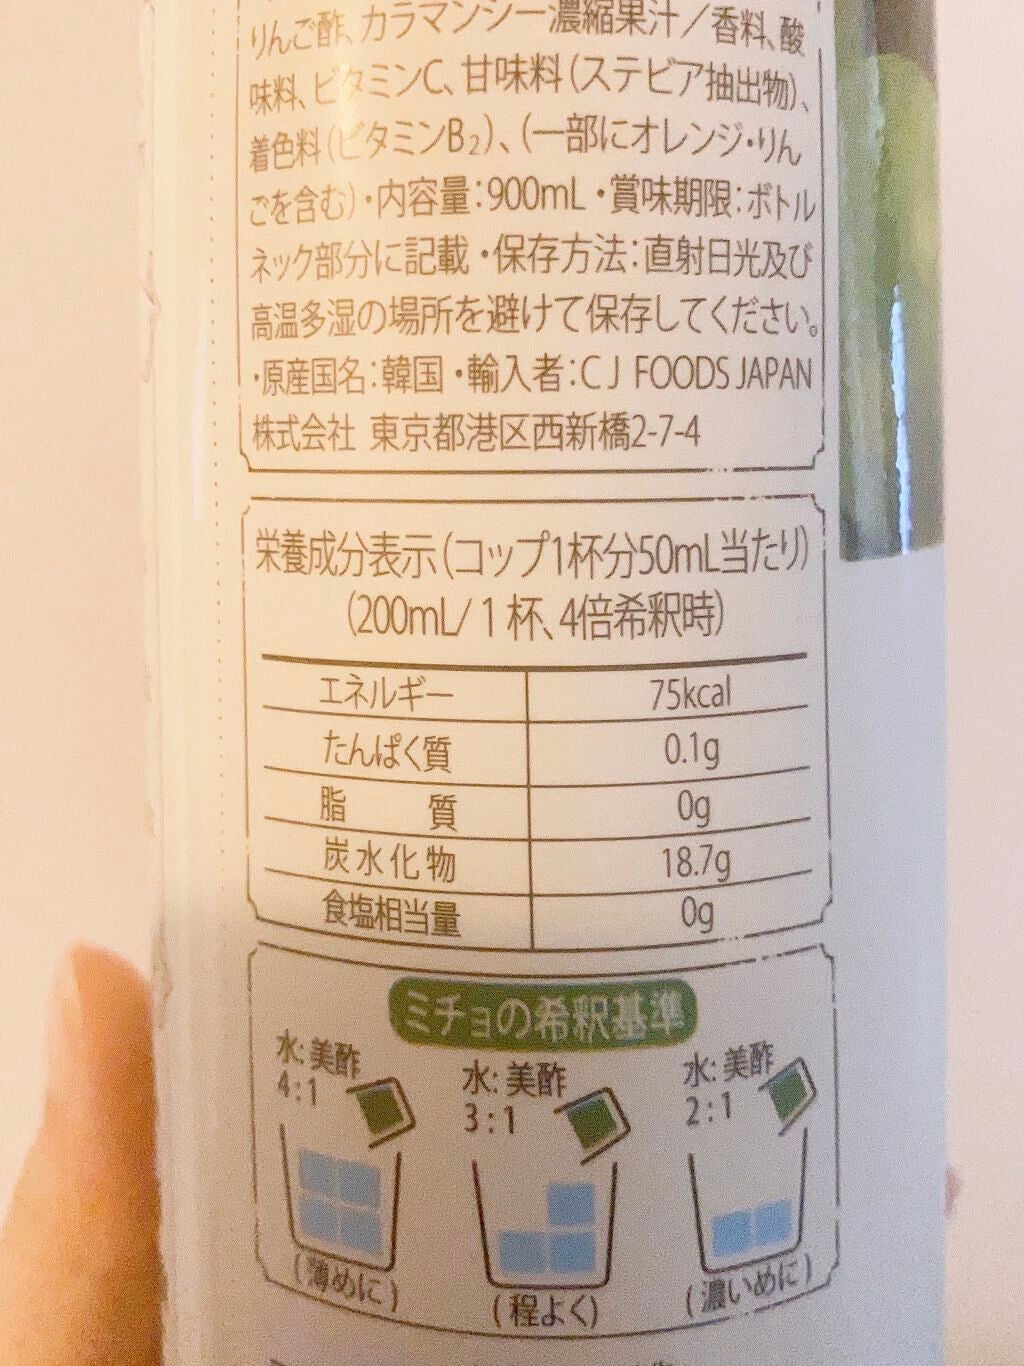 りんご酢、カラマンシー濃縮果汁／香料、酸
味料、ビタミンC、甘味料(ステビア抽出物)、
着色料(ビタミンB₂)、(一部にオレンジ・りん
ごを含む)・内容量:900mL・賞味期限:ボトル
ネック部分に記載・保存方法:直射日光及び
高温多湿の場所を避けて保存してください。
・原産国名:韓国・輸入者:CJ FOODS JAPAN
株式会社 東京都港区西新橋2-7-4
栄養成分表示(コップ1杯分50mL当たり)
(200mL/1杯、4倍希釈時)
エネルギー 75kcal
たんぱく質 0.1g
脂質 0g
炭水化物 18.7g
食塩相当量 0g
ミチョの希釈基準
水:美酢
4:1
(薄めに)
水:美酢
3:1
(程よく)
水:美酢
2:1
(濃いめに)